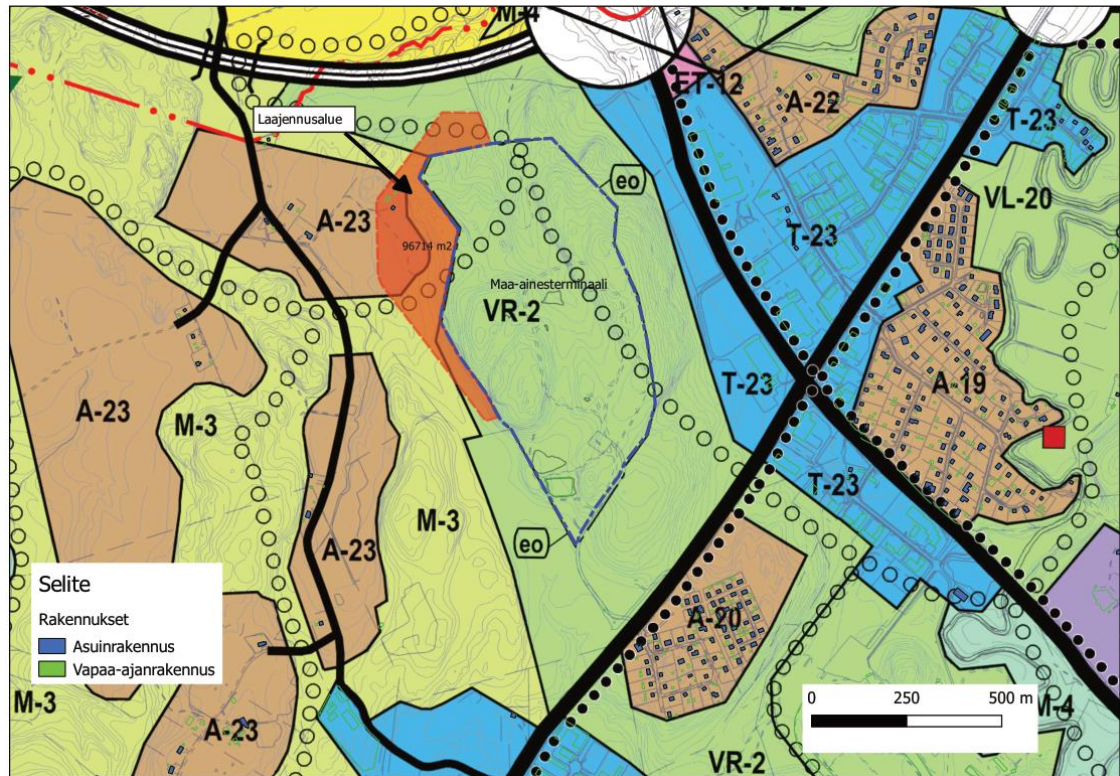 M-4
ET-12
A-22
T-23
Laajennusalue
eo
VL-20
A-23
96714 m2
T-23
Maa-ainesterminaali
VR-2
A-23
M-3
T-23
A-19
M-3
T-23
A-23
eo
A-20
Selite
Rakennukset
Asuinrakennus
Vapaa-ajanrakennus
0 250 500 m
M-3
A-23
M-4
VR-2